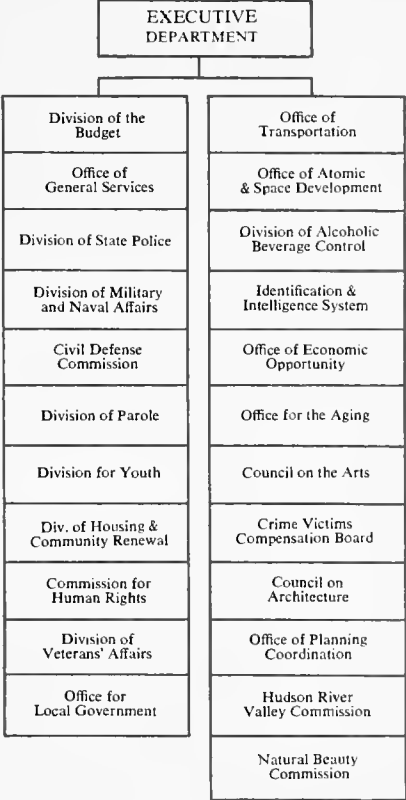 EXECUTIVE
DEPARTMENT
Division of the
Budget
Office of
General Services
Division of State Police
Division of Military
and Naval Affairs
Civil Defense
Commission
Division of Parole
Division for Youth
Div. of Housing &
Community Renewal
Commission for
Human Rights
Division of
Veterans' Affairs
Office for
Local Government
Office of
Transportation
Office of Atomic
& Space Development
Division of Alcoholic
Beverage Control
Identification &
Intelligence System
Office of Economic
Opportunity
Office for the Aging
Council on the Arts
Crime Victims
Compensation Board
Council on
Architecture
Office of Planning
Coordination
Hudson River
Valley Commission
Natural Beauty
Commission